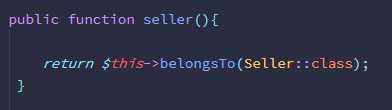 public function seller(){
return $this->belongsTo(Seller::class);
}